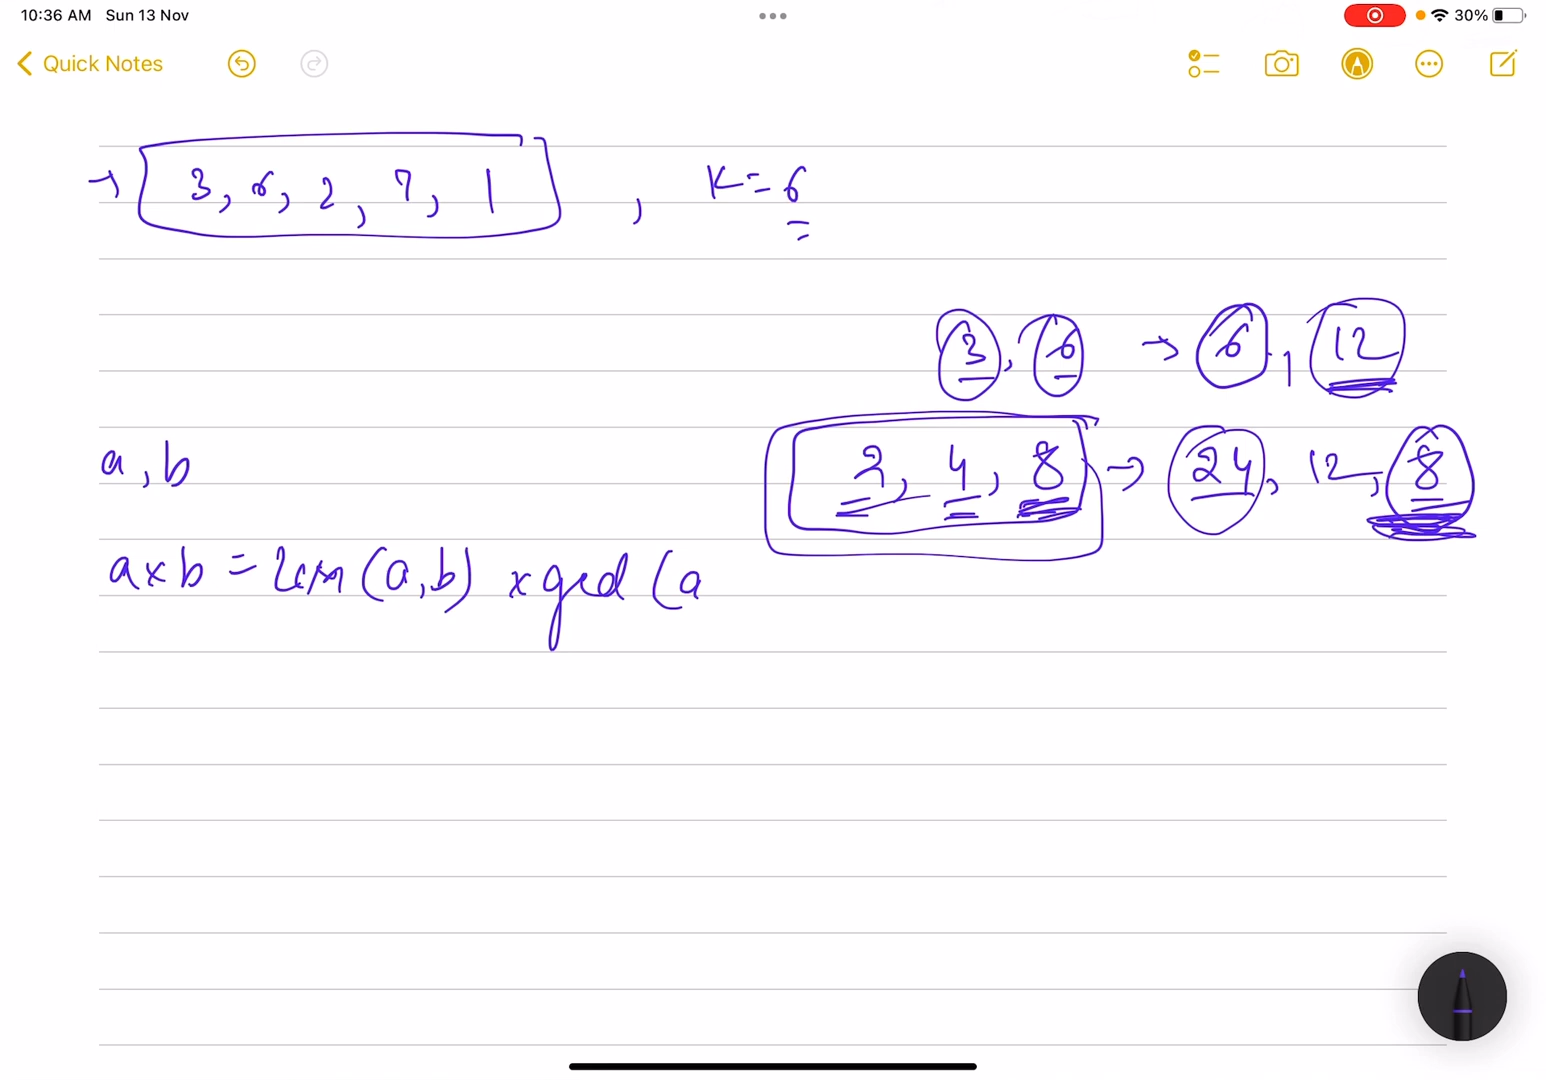 10:36 AM Sun 13 Nov
30%
Quick Notes
→ 3, 6, 2, 7, 1 , K = 6
3, 6 → 6, 12
2, 4, 8 → 24, 12, 8
a, b
a x b = lcm (a, b) x gcd (a